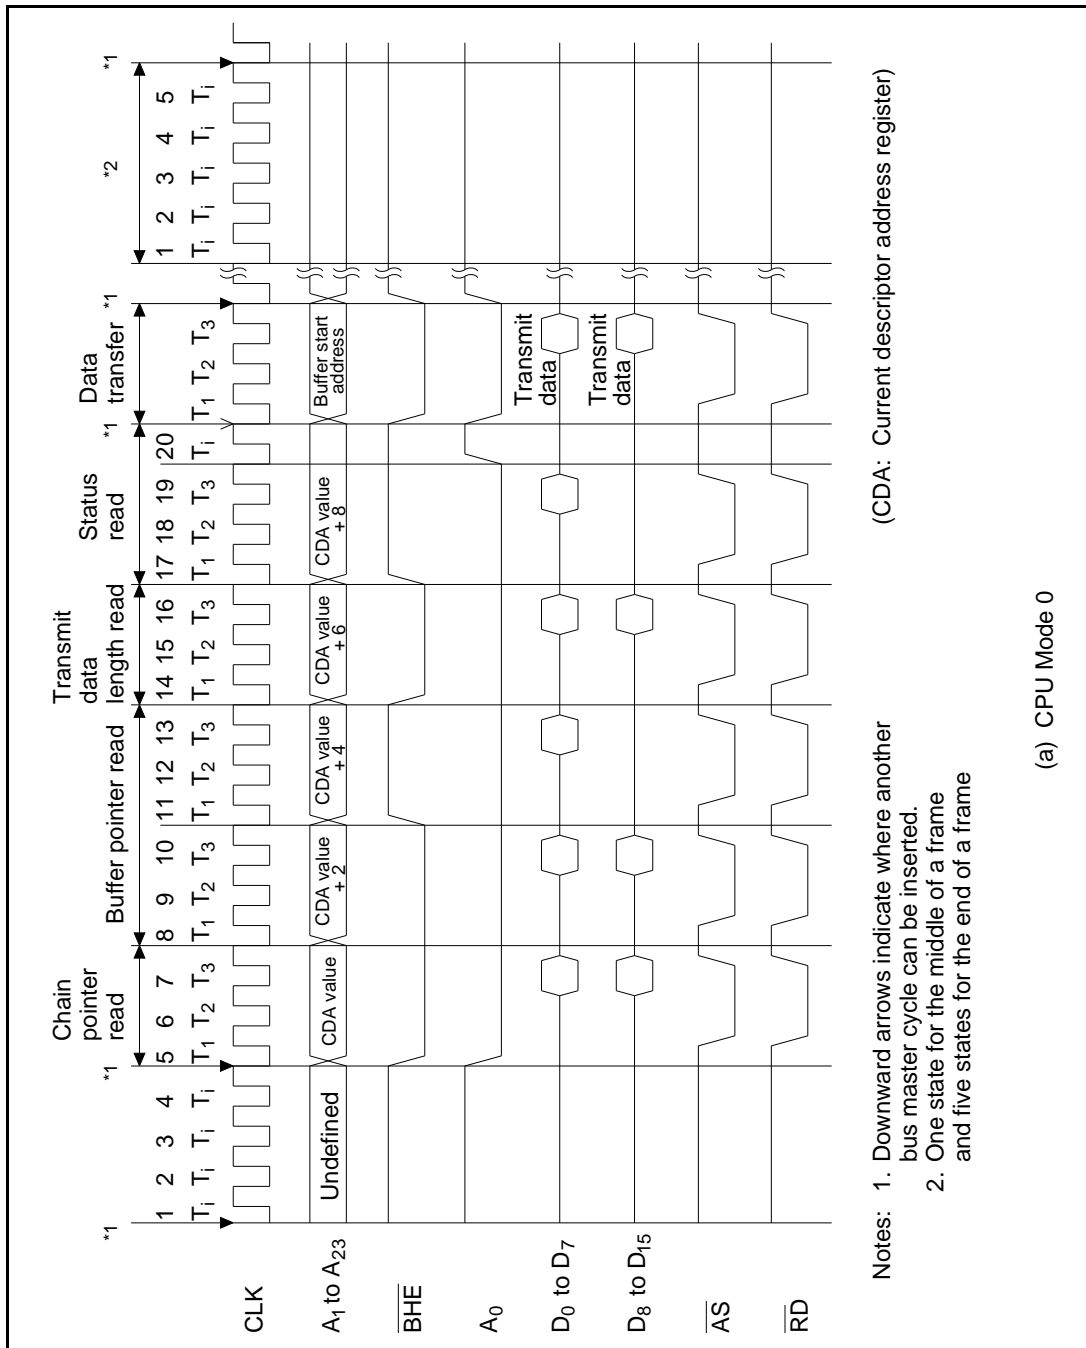 Chain
pointer
read
Buffer pointer read
Transmit
data
length read
Status
read
Data
transfer
*1 *1 *1 *1 *2 *1
1 2 3 4 5 6 7 8 9 10 11 12 13 14 15 16 17 18 19 20 1 2 3 4 5
Ti Ti Ti Ti T1 T2 T3 T1 T2 T3 T1 T2 T3 T1 T2 T3 T1 T2 T3 Ti T1 T2 T3 Ti Ti Ti Ti Ti
CLK
A1 to A23
Undefined
CDA value
CDA value
+ 2
CDA value
+ 4
CDA value
+ 6
CDA value
+ 8
Buffer start
address
BHE
A0
D0 to D7
Transmit
data
D8 to D15
Transmit
data
AS
RD
Notes: 1. Downward arrows indicate where another
bus master cycle can be inserted.
2. One state for the middle of a frame
and five states for the end of a frame
(CDA: Current descriptor address register)
(a) CPU Mode 0